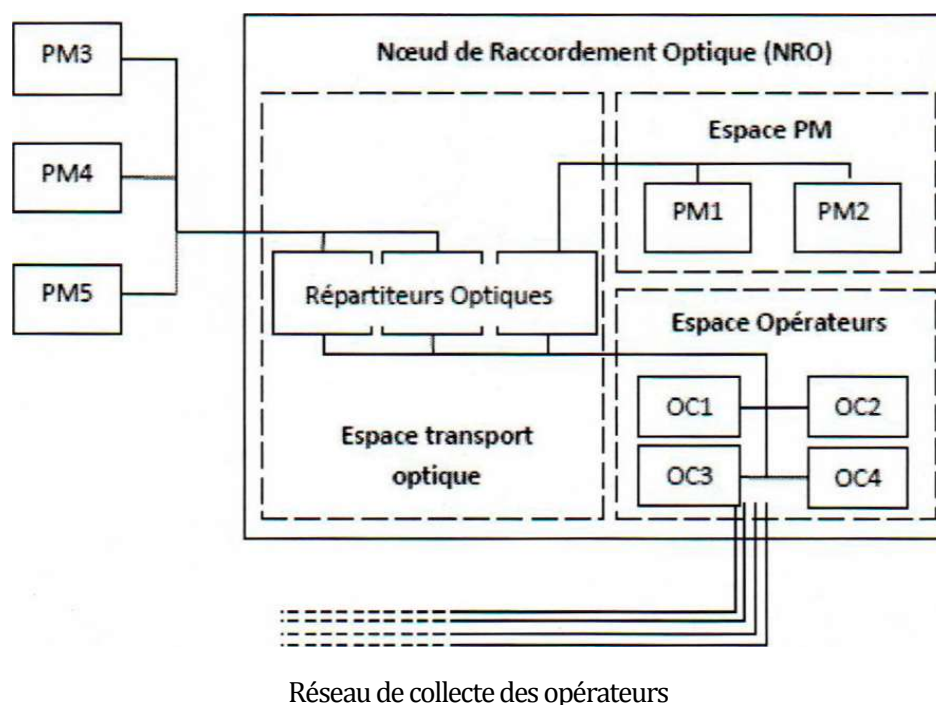 Nœud de Raccordement Optique (NRO)
PM3
PM4
PM5
Espace PM
PM1
PM2
Répartiteurs Optiques
Espace Opérateurs
OC1
OC2
OC3
OC4
Espace transport
optique
Réseau de collecte des opérateurs